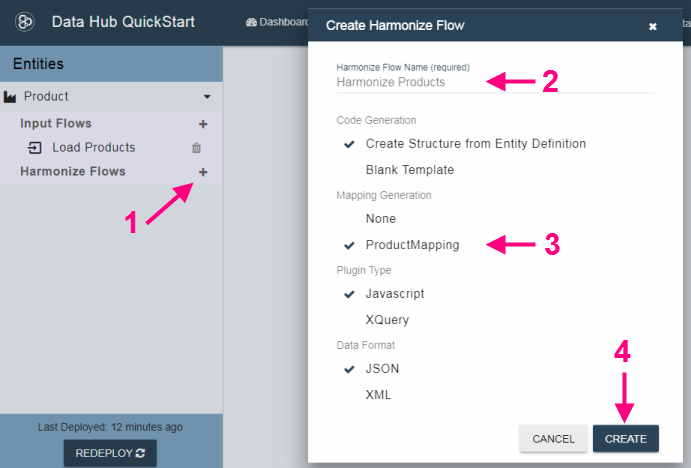 Data Hub QuickStart
Dashboar
Entities
Product
Input Flows
Load Products
Harmonize Flows
1
Last Deployed: 12 minutes ago
REDEPLOY
Create Harmonize Flow
Harmonize Flow Name (required)
Harmonize Products
2
Code Generation
Create Structure from Entity Definition
Blank Template
Mapping Generation
None
ProductMapping
3
Plugin Type
Javascript
XQuery
Data Format
JSON
XML
4
CANCEL
CREATE